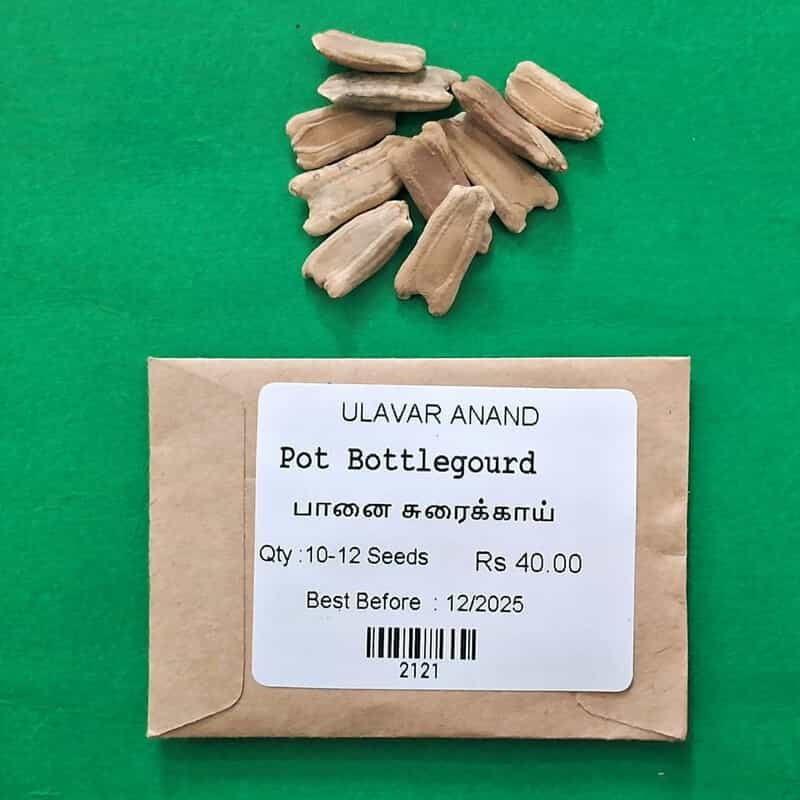 ULAVAR ANAND
Pot Bottlegourd
பானை சுரைக்காய்
Qty :10-12 Seeds Rs 40.00
Best Before : 12/2025
2121